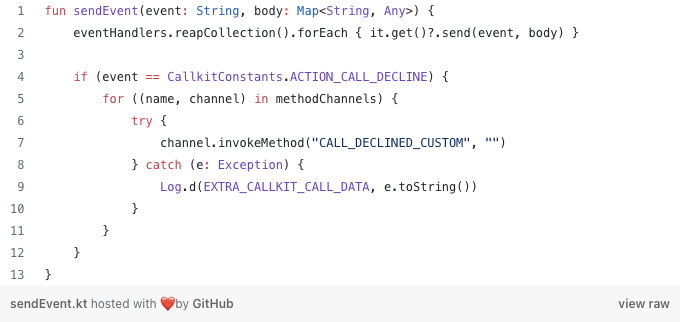 1 fun sendEvent(event: String, body: Map<String, Any>) {
2     eventHandlers.reapCollection().forEach { it.get()?.send(event, body) }
3
4     if (event == CallkitConstants.ACTION_CALL_DECLINE) {
5         for ((name, channel) in methodChannels) {
6             try {
7                 channel.invokeMethod("CALL_DECLINED_CUSTOM", "")
8             } catch (e: Exception) {
9                 Log.d(EXTRA_CALLKIT_CALL_DATA, e.toString())
10             }
11         }
12     }
13 }
sendEvent.kt hosted with ❤ by GitHub view raw